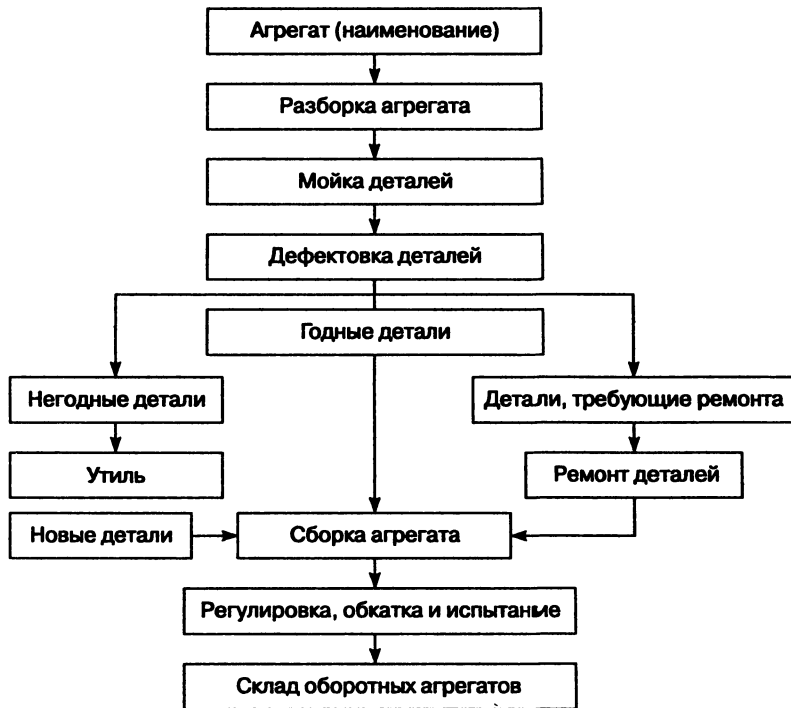 Агрегат (наименование)
Разборка агрегата
Мойка деталей
Дефектовка деталей
Годные детали
Негодные детали
Детали, требующие ремонта
Утиль
Ремонт деталей
Новые детали
Сборка агрегата
Регулировка, обкатка и испытание
Склад оборотных агрегатов